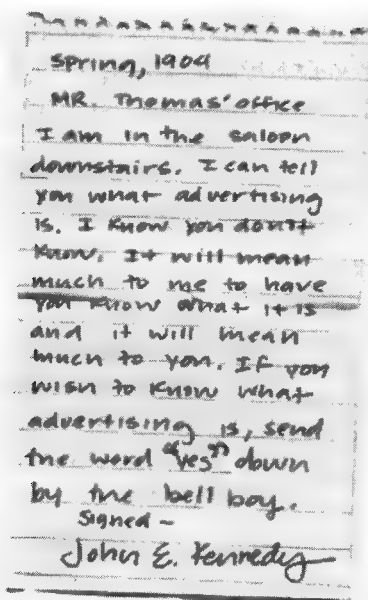 Spring, 1904
MR. Thomas' office
I am in the saloon
downstairs. I can tell
you what advertising
is. I know you don't
know. It will mean
much to me to have
you know what it is
and it will mean
much to you. If you
wish to know what
advertising is, send
the word "Yes" down
by the bell boy.
Signed -
John E. Kennedy